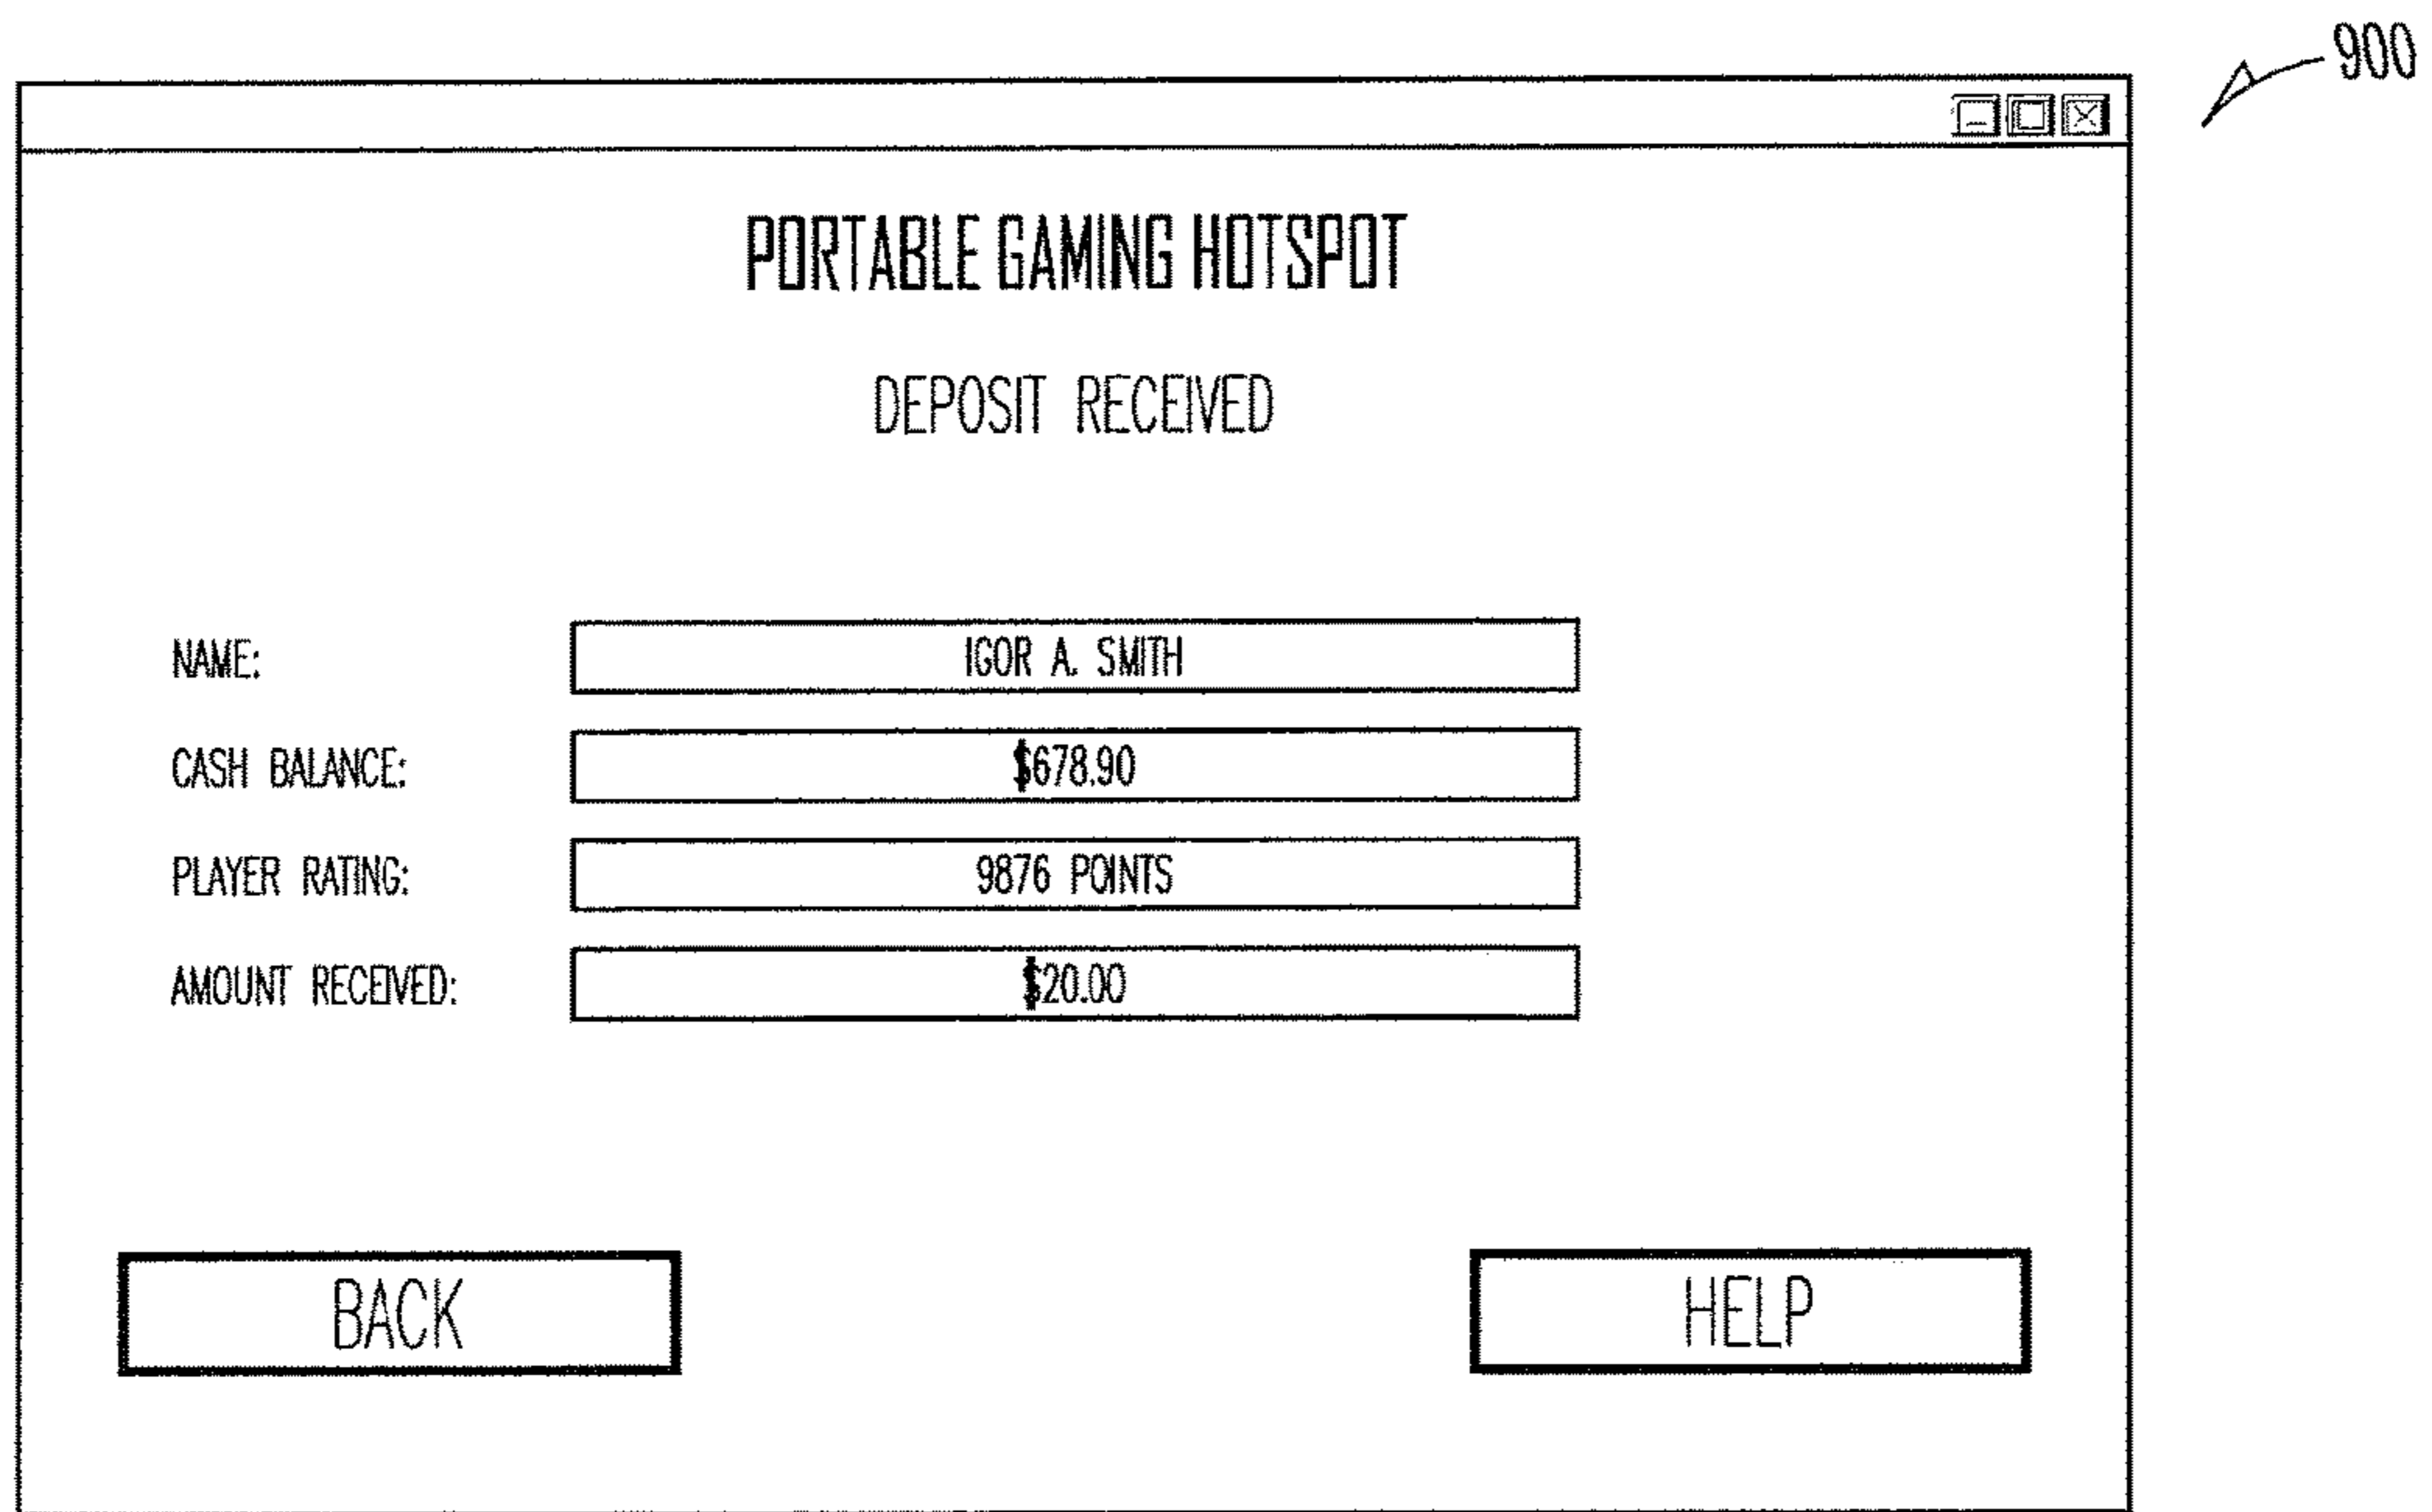 900
PORTABLE GAMING HOTSPOT
DEPOSIT RECEIVED
NAME: IGOR A. SMITH
CASH BALANCE: $678.90
PLAYER RATING: 9876 POINTS
AMOUNT RECEIVED: $20.00
BACK HELP